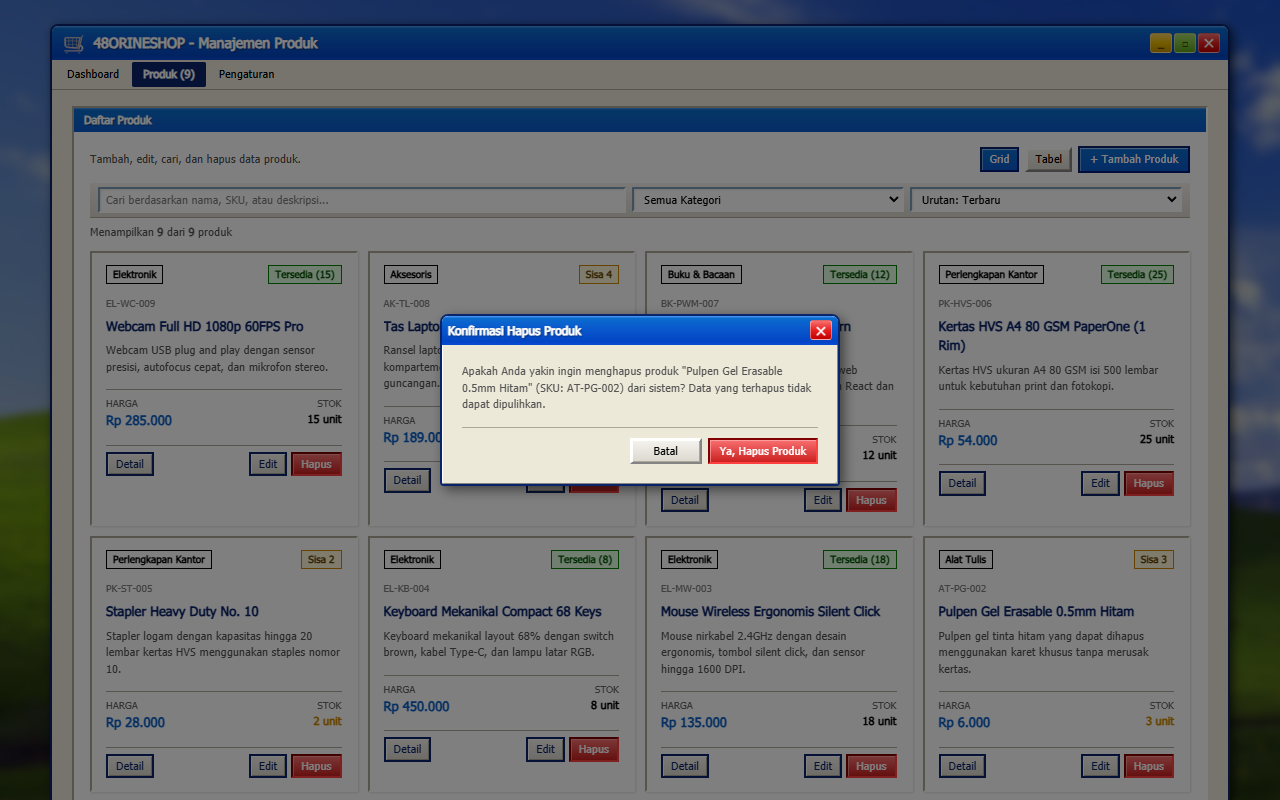 48ORINESHOP - Manajemen Produk
Dashboard
Produk (9)
Pengaturan
Daftar Produk
Tambah, edit, cari, dan hapus data produk.
Grid
Tabel
+ Tambah Produk
Cari berdasarkan nama, SKU, atau deskripsi...
Semua Kategori
Urutan: Terbaru
Menampilkan 9 dari 9 produk
Elektronik
Tersedia (15)
EL-WC-009
Webcam Full HD 1080p 60FPS Pro
Webcam USB plug and play dengan sensor
presisi, autofocus cepat, dan mikrofon stereo.
HARGA
STOK
Rp 285.000
15 unit
Detail
Edit
Hapus
Aksesoris
Sisa 4
AK-TL-008
Tas Lapto
Ransel lapto
kompartem
guncangan.
HARGA
Rp 189.00
Detail
Buku & Bacaan
Tersedia (12)
BK-PWM-007
rn
web
React dan
STOK
12 unit
Detail
Edit
Hapus
Perlengkapan Kantor
Tersedia (25)
PK-HVS-006
Kertas HVS A4 80 GSM PaperOne (1
Rim)
Kertas HVS ukuran A4 80 GSM isi 500 lembar
untuk kebutuhan print dan fotokopi.
HARGA
STOK
Rp 54.000
25 unit
Detail
Edit
Hapus
Konfirmasi Hapus Produk
Apakah Anda yakin ingin menghapus produk "Pulpen Gel Erasable
0.5mm Hitam" (SKU: AT-PG-002) dari sistem? Data yang terhapus tidak
dapat dipulihkan.
Batal
Ya, Hapus Produk
Perlengkapan Kantor
Sisa 2
PK-ST-005
Stapler Heavy Duty No. 10
Stapler logam dengan kapasitas hingga 20
lembar kertas HVS menggunakan staples nomor
10.
HARGA
STOK
Rp 28.000
2 unit
Detail
Edit
Hapus
Elektronik
Tersedia (8)
EL-KB-004
Keyboard Mekanikal Compact 68 Keys
Keyboard mekanikal layout 68% dengan switch
brown, kabel Type-C, dan lampu latar RGB.
HARGA
STOK
Rp 450.000
8 unit
Detail
Edit
Hapus
Elektronik
Tersedia (18)
EL-MW-003
Mouse Wireless Ergonomis Silent Click
Mouse nirkabel 2.4GHz dengan desain
ergonomis, tombol silent click, dan sensor
hingga 1600 DPI.
HARGA
STOK
Rp 135.000
18 unit
Detail
Edit
Hapus
Alat Tulis
Sisa 3
AT-PG-002
Pulpen Gel Erasable 0.5mm Hitam
Pulpen gel tinta hitam yang dapat dihapus
menggunakan karet khusus tanpa merusak
kertas.
HARGA
STOK
Rp 6.000
3 unit
Detail
Edit
Hapus